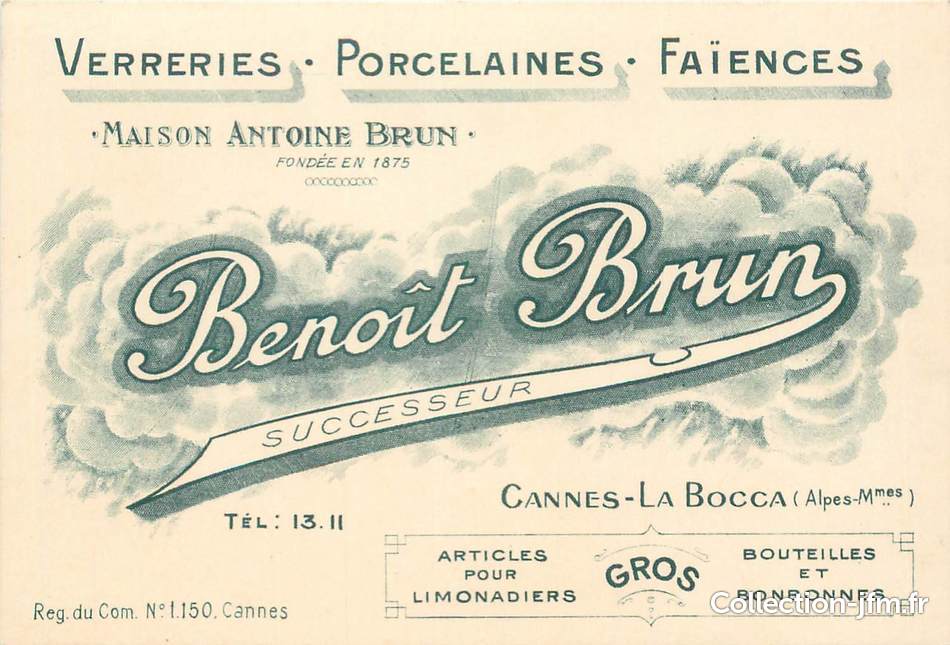 VERRERIES · PORCELAINES · FAÏENCES
· MAISON ANTOINE BRUN ·
FONDÉE EN 1875
Benoît Brun
SUCCESSEUR
CANNES-LA BOCCA (Alpes-Mmes)
TÉL: 13.11
ARTICLES POUR LIMONADIERS
GROS
BOUTEILLES ET BONBONNES
Reg. du Com. No 1.150. Cannes
Collection-jfm.fr